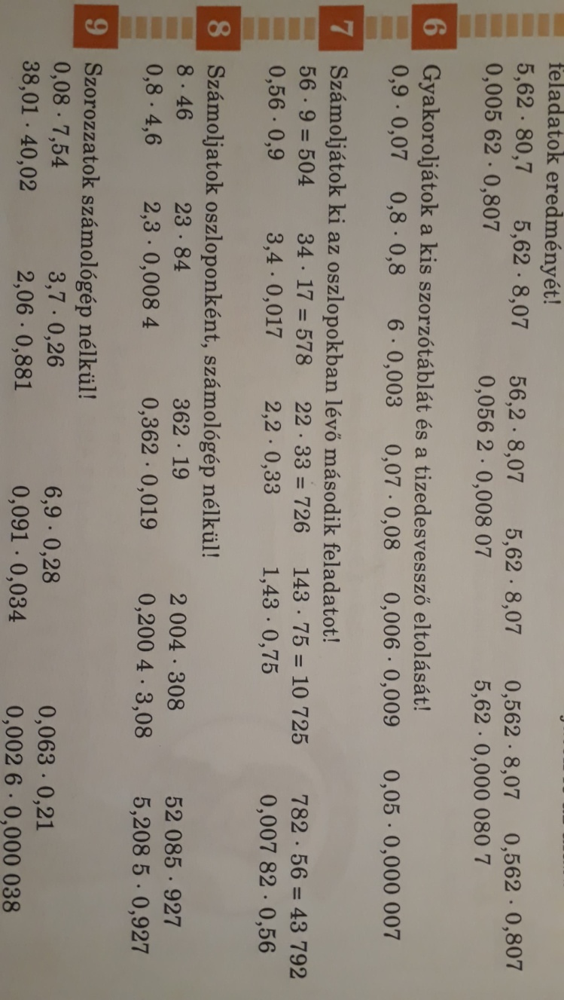 feladatok eredményét!
5,62 · 80,7 5,62 · 8,07 56,2 · 8,07 5,62 · 8,07 0,562 · 8,07 0,562 · 0,807
0,005 62 · 0,807 0,056 2 · 0,008 07 5,62 · 0,000 080 7
6 Gyakoroljátok a kis szorzótáblát és a tizedesvessző eltolását!
0,9 · 0,07 0,8 · 0,8 6 · 0,003 0,07 · 0,08 0,006 · 0,009 0,05 · 0,000 007
7 Számoljátok ki az oszlopokban lévő második feladatot!
56 · 9 = 504 34 · 17 = 578 22 · 33 = 726 143 · 75 = 10 725 782 · 56 = 43 792
0,56 · 0,9 3,4 · 0,017 2,2 · 0,33 1,43 · 0,75 0,007 82 · 0,56
8 Számoljatok oszloponként, számológép nélkül!
8 · 46 23 · 84 362 · 19 2 004 · 308 52 085 · 927
0,8 · 4,6 2,3 · 0,008 4 0,362 · 0,019 0,200 4 · 3,08 5,208 5 · 0,927
9 Szorozzatok számológép nélkül!
0,08 · 7,54 3,7 · 0,26 6,9 · 0,28 0,063 · 0,21
38,01 · 40,02 2,06 · 0,881 0,091 · 0,034 0,002 6 · 0,000 038